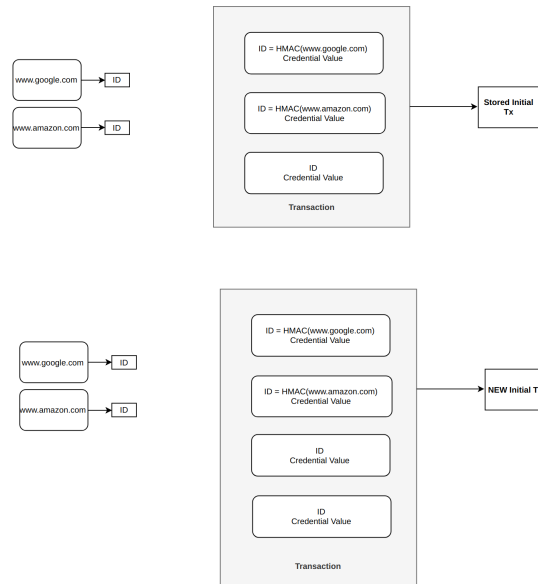 www.google.com
ID
www.amazon.com
ID
ID = HMAC(www.google.com)
Credential Value
ID = HMAC(www.amazon.com)
Credential Value
ID
Credential Value
Transaction
Stored Initial
Tx
www.google.com
ID
www.amazon.com
ID
ID = HMAC(www.google.com)
Credential Value
ID = HMAC(www.amazon.com)
Credential Value
ID
Credential Value
ID
Credential Value
Transaction
NEW Initial T